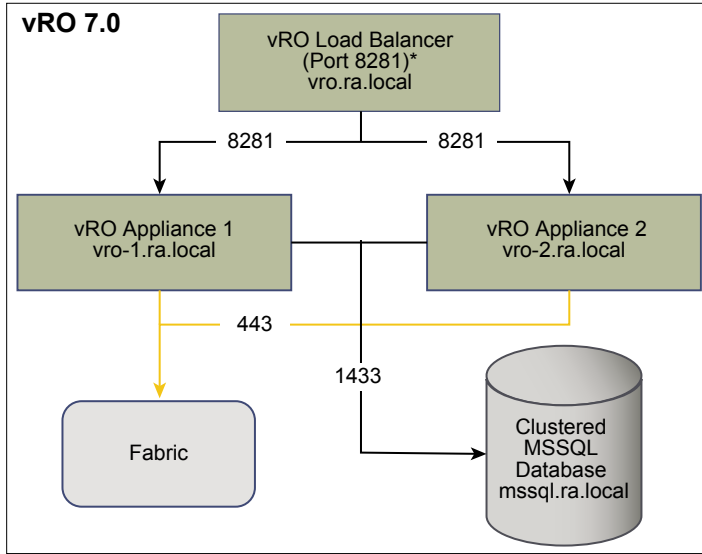 vRO 7.0
vRO Load Balancer
(Port 8281)*
vro.ra.local
8281
8281
vRO Appliance 1
vro-1.ra.local
vRO Appliance 2
vro-2.ra.local
443
1433
Fabric
Clustered
MSSQL
Database
mssql.ra.local